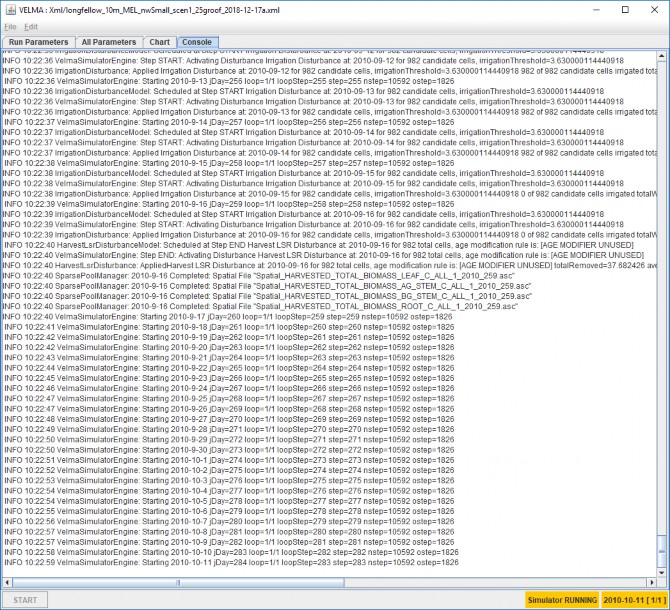 VELMA : Xml/longfellow_10m_MEL_nwSmall_scen1_25groof_2018-12-17a.xml
File Edit
Run Parameters All Parameters Chart Console
INFO 10:22:36 VelmaSimulatorEngine: Step START: Activating Disturbance Irrigation Disturbance at: 2010-09-12 for 982 candidate cells, irrigationThreshold=3.630000114440918
INFO 10:22:36 IrrigationDisturbance: Applied Irrigation Disturbance at: 2010-09-12 for 982 candidate cells, irrigationThreshold=3.630000114440918 982 of 982 candidate cells irrigated total
INFO 10:22:36 VelmaSimulatorEngine: Starting 2010-9-13 jDay=256 loop=1/1 loopStep=255 step=255 nstep=10592 ostep=1826
INFO 10:22:36 IrrigationDisturbanceModel: Scheduled at Step START Irrigation Disturbance at: 2010-09-13 for 982 candidate cells, irrigationThreshold=3.630000114440918
INFO 10:22:36 VelmaSimulatorEngine: Step START: Activating Disturbance Irrigation Disturbance at: 2010-09-13 for 982 candidate cells, irrigationThreshold=3.630000114440918
INFO 10:22:36 IrrigationDisturbance: Applied Irrigation Disturbance at: 2010-09-13 for 982 candidate cells, irrigationThreshold=3.630000114440918 982 of 982 candidate cells irrigated total
INFO 10:22:37 VelmaSimulatorEngine: Starting 2010-9-14 jDay=257 loop=1/1 loopStep=256 step=256 nstep=10592 ostep=1826
INFO 10:22:37 IrrigationDisturbanceModel: Scheduled at Step START Irrigation Disturbance at: 2010-09-14 for 982 candidate cells, irrigationThreshold=3.630000114440918
INFO 10:22:37 VelmaSimulatorEngine: Step START: Activating Disturbance Irrigation Disturbance at: 2010-09-14 for 982 candidate cells, irrigationThreshold=3.630000114440918
INFO 10:22:37 IrrigationDisturbance: Applied Irrigation Disturbance at: 2010-09-14 for 982 candidate cells, irrigationThreshold=3.630000114440918 982 of 982 candidate cells irrigated total
INFO 10:22:38 VelmaSimulatorEngine: Starting 2010-9-15 jDay=258 loop=1/1 loopStep=257 step=257 nstep=10592 ostep=1826
INFO 10:22:38 IrrigationDisturbanceModel: Scheduled at Step START Irrigation Disturbance at: 2010-09-15 for 982 candidate cells, irrigationThreshold=3.630000114440918
INFO 10:22:38 VelmaSimulatorEngine: Step START: Activating Disturbance Irrigation Disturbance at: 2010-09-15 for 982 candidate cells, irrigationThreshold=3.630000114440918
INFO 10:22:38 IrrigationDisturbance: Applied Irrigation Disturbance at: 2010-09-15 for 982 candidate cells, irrigationThreshold=3.630000114440918 0 of 982 candidate cells irrigated totalW
INFO 10:22:39 VelmaSimulatorEngine: Starting 2010-9-16 jDay=259 loop=1/1 loopStep=258 step=258 nstep=10592 ostep=1826
INFO 10:22:39 IrrigationDisturbanceModel: Scheduled at Step START Irrigation Disturbance at: 2010-09-16 for 982 candidate cells, irrigationThreshold=3.630000114440918
INFO 10:22:39 VelmaSimulatorEngine: Step START: Activating Disturbance Irrigation Disturbance at: 2010-09-16 for 982 candidate cells, irrigationThreshold=3.630000114440918
INFO 10:22:39 IrrigationDisturbance: Applied Irrigation Disturbance at: 2010-09-16 for 982 candidate cells, irrigationThreshold=3.630000114440918 0 of 982 candidate cells irrigated totalW
INFO 10:22:40 HarvestLsrDisturbanceModel: Scheduled at Step END Harvest LSR Disturbance at: 2010-09-16 for 982 total cells, age modification rule is: [AGE MODIFIER UNUSED]
INFO 10:22:40 VelmaSimulatorEngine: Step END: Activating Disturbance Harvest LSR Disturbance at: 2010-09-16 for 982 total cells, age modification rule is: [AGE MODIFIER UNUSED]
INFO 10:22:40 HarvestLsrDisturbance: AppliedHarvest LSR Disturbance at: 2010-09-16 for 982 total cells, age modification rule is: [AGE MODIFIER UNUSED] totalRemoved=37.682426 ave
INFO 10:22:40 SparsePoolManager: 2010-9-16 Completed: Spatial File "Spatial_HARVESTED_TOTAL_BIOMASS_LEAF_C_ALL_1_2010_259.asc"
INFO 10:22:40 SparsePoolManager: 2010-9-16 Completed: Spatial File "Spatial_HARVESTED_TOTAL_BIOMASS_AG_STEM_C_ALL_1_2010_259.asc"
INFO 10:22:40 SparsePoolManager: 2010-9-16 Completed: Spatial File "Spatial_HARVESTED_TOTAL_BIOMASS_BG_STEM_C_ALL_1_2010_259.asc"
INFO 10:22:40 SparsePoolManager: 2010-9-16 Completed: Spatial File "Spatial_HARVESTED_TOTAL_BIOMASS_ROOT_C_ALL_1_2010_259.asc"
INFO 10:22:40 VelmaSimulatorEngine: Starting 2010-9-17 jDay=260 loop=1/1 loopStep=259 step=259 nstep=10592 ostep=1826
INFO 10:22:41 VelmaSimulatorEngine: Starting 2010-9-18 jDay=261 loop=1/1 loopStep=260 step=260 nstep=10592 ostep=1826
INFO 10:22:42 VelmaSimulatorEngine: Starting 2010-9-19 jDay=262 loop=1/1 loopStep=261 step=261 nstep=10592 ostep=1826
INFO 10:22:42 VelmaSimulatorEngine: Starting 2010-9-20 jDay=263 loop=1/1 loopStep=262 step=262 nstep=10592 ostep=1826
INFO 10:22:43 VelmaSimulatorEngine: Starting 2010-9-21 jDay=264 loop=1/1 loopStep=263 step=263 nstep=10592 ostep=1826
INFO 10:22:44 VelmaSimulatorEngine: Starting 2010-9-22 jDay=265 loop=1/1 loopStep=264 step=264 nstep=10592 ostep=1826
INFO 10:22:45 VelmaSimulatorEngine: Starting 2010-9-23 jDay=266 loop=1/1 loopStep=265 step=265 nstep=10592 ostep=1826
INFO 10:22:46 VelmaSimulatorEngine: Starting 2010-9-24 jDay=267 loop=1/1 loopStep=266 step=266 nstep=10592 ostep=1826
INFO 10:22:47 VelmaSimulatorEngine: Starting 2010-9-25 jDay=268 loop=1/1 loopStep=267 step=267 nstep=10592 ostep=1826
INFO 10:22:47 VelmaSimulatorEngine: Starting 2010-9-26 jDay=269 loop=1/1 loopStep=268 step=268 nstep=10592 ostep=1826
INFO 10:22:48 VelmaSimulatorEngine: Starting 2010-9-27 jDay=270 loop=1/1 loopStep=269 step=269 nstep=10592 ostep=1826
INFO 10:22:49 VelmaSimulatorEngine: Starting 2010-9-28 jDay=271 loop=1/1 loopStep=270 step=270 nstep=10592 ostep=1826
INFO 10:22:50 VelmaSimulatorEngine: Starting 2010-9-29 jDay=272 loop=1/1 loopStep=271 step=271 nstep=10592 ostep=1826
INFO 10:22:50 VelmaSimulatorEngine: Starting 2010-9-30 jDay=273 loop=1/1 loopStep=272 step=272 nstep=10592 ostep=1826
INFO 10:22:51 VelmaSimulatorEngine: Starting 2010-10-1 jDay=274 loop=1/1 loopStep=273 step=273 nstep=10592 ostep=1826
INFO 10:22:52 VelmaSimulatorEngine: Starting 2010-10-2 jDay=275 loop=1/1 loopStep=274 step=274 nstep=10592 ostep=1826
INFO 10:22:53 VelmaSimulatorEngine: Starting 2010-10-3 jDay=276 loop=1/1 loopStep=275 step=275 nstep=10592 ostep=1826
INFO 10:22:54 VelmaSimulatorEngine: Starting 2010-10-4 jDay=277 loop=1/1 loopStep=276 step=276 nstep=10592 ostep=1826
INFO 10:22:54 VelmaSimulatorEngine: Starting 2010-10-5 jDay=278 loop=1/1 loopStep=277 step=277 nstep=10592 ostep=1826
INFO 10:22:55 VelmaSimulatorEngine: Starting 2010-10-6 jDay=279 loop=1/1 loopStep=278 step=278 nstep=10592 ostep=1826
INFO 10:22:56 VelmaSimulatorEngine: Starting 2010-10-7 jDay=280 loop=1/1 loopStep=279 step=279 nstep=10592 ostep=1826
INFO 10:22:57 VelmaSimulatorEngine: Starting 2010-10-8 jDay=281 loop=1/1 loopStep=280 step=280 nstep=10592 ostep=1826
INFO 10:22:57 VelmaSimulatorEngine: Starting 2010-10-9 jDay=282 loop=1/1 loopStep=281 step=281 nstep=10592 ostep=1826
INFO 10:22:58 VelmaSimulatorEngine: Starting 2010-10-10 jDay=283 loop=1/1 loopStep=282 step=282 nstep=10592 ostep=1826
INFO 10:22:59 VelmaSimulatorEngine: Starting 2010-10-11 jDay=284 loop=1/1 loopStep=283 step=283 nstep=10592 ostep=1826
START Simulator RUNNING 2010-10-11 [ 1/1 ]